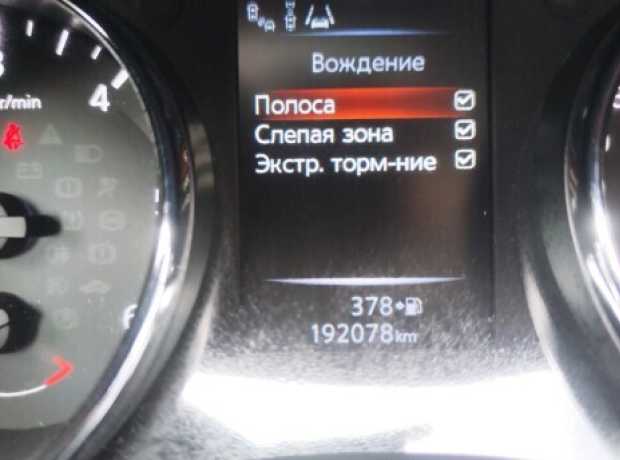 Вождение
Полоса
Слепая зона
Экстр. торм-ние
r/min
4
378
192078km